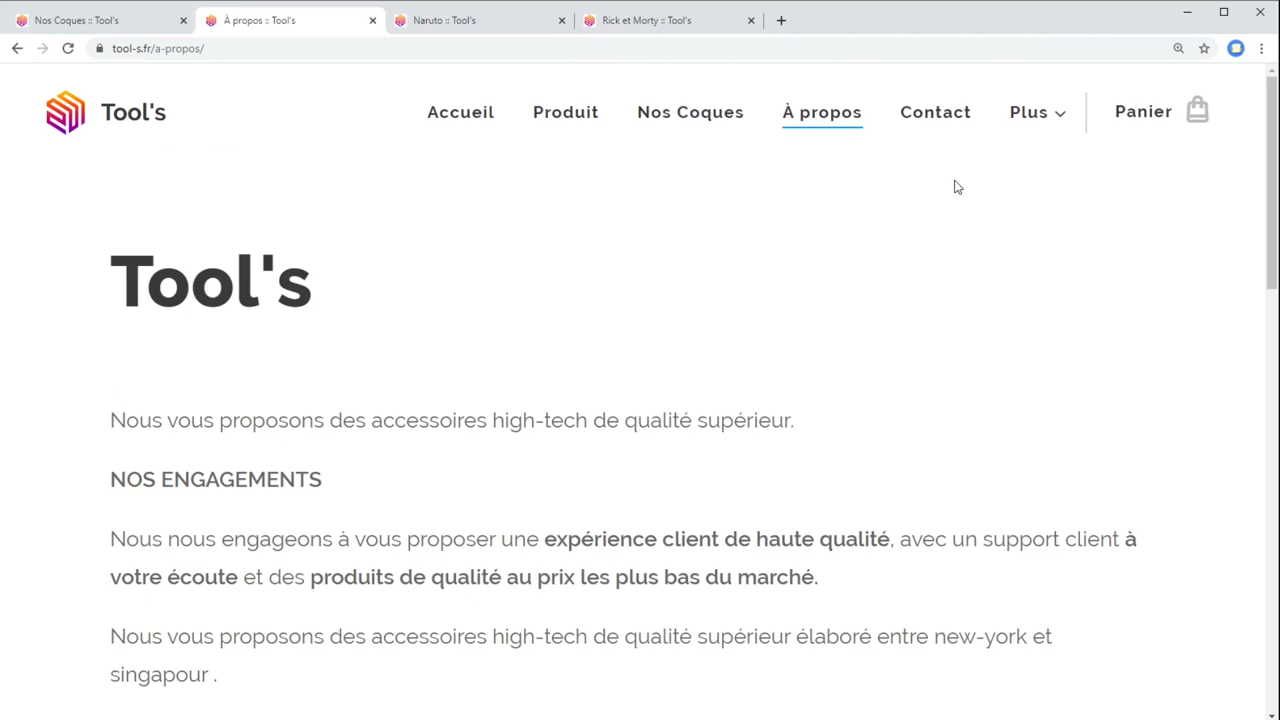 Nos Coques :: Tool's
À propos :: Tool's
Naruto :: Tool's
Rick et Morty :: Tool's
tool-s.fr/a-propos/
Tool's
Accueil
Produit
Nos Coques
À propos
Contact
Plus
Panier
Tool's
Nous vous proposons des accessoires high-tech de qualité supérieur.
NOS ENGAGEMENTS
Nous nous engageons à vous proposer une expérience client de haute qualité, avec un support client à
votre écoute et des produits de qualité au prix les plus bas du marché.
Nous vous proposons des accessoires high-tech de qualité supérieur élaboré entre new-york et
singapour .